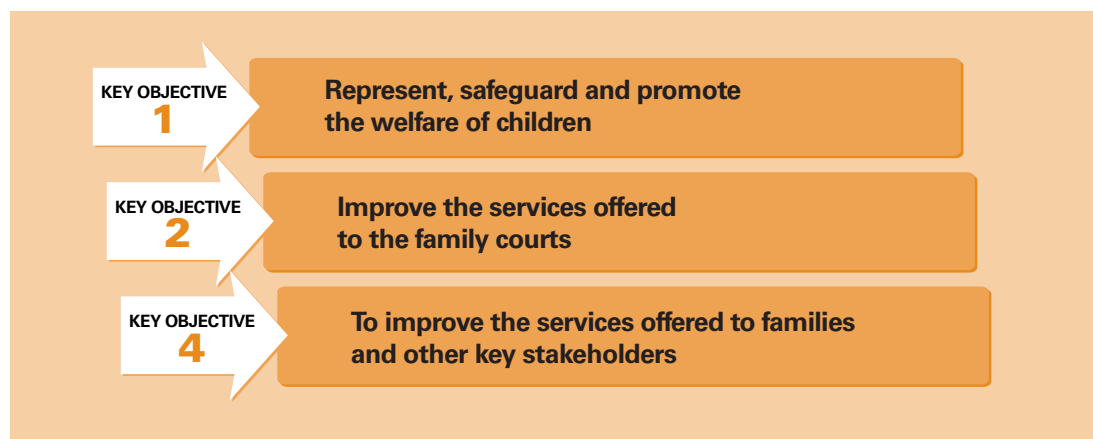 KEY OBJECTIVE
1
Represent, safeguard and promote
the welfare of children
KEY OBJECTIVE
2
Improve the services offered
to the family courts
KEY OBJECTIVE
4
To improve the services offered to families
and other key stakeholders